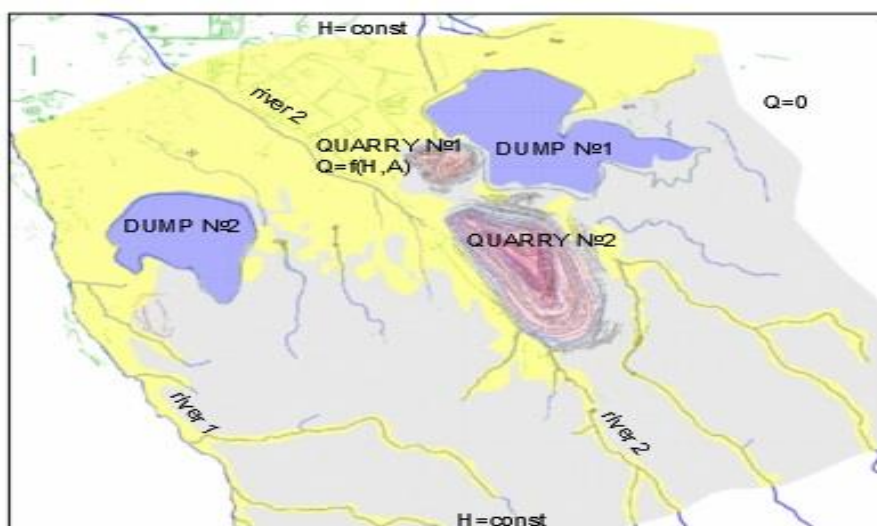 H=const
river 2
Q=0
QUARRY №1
Q=f(H,A)
DUMP №1
DUMP №2
QUARRY №2
river 1
river 2
H=const